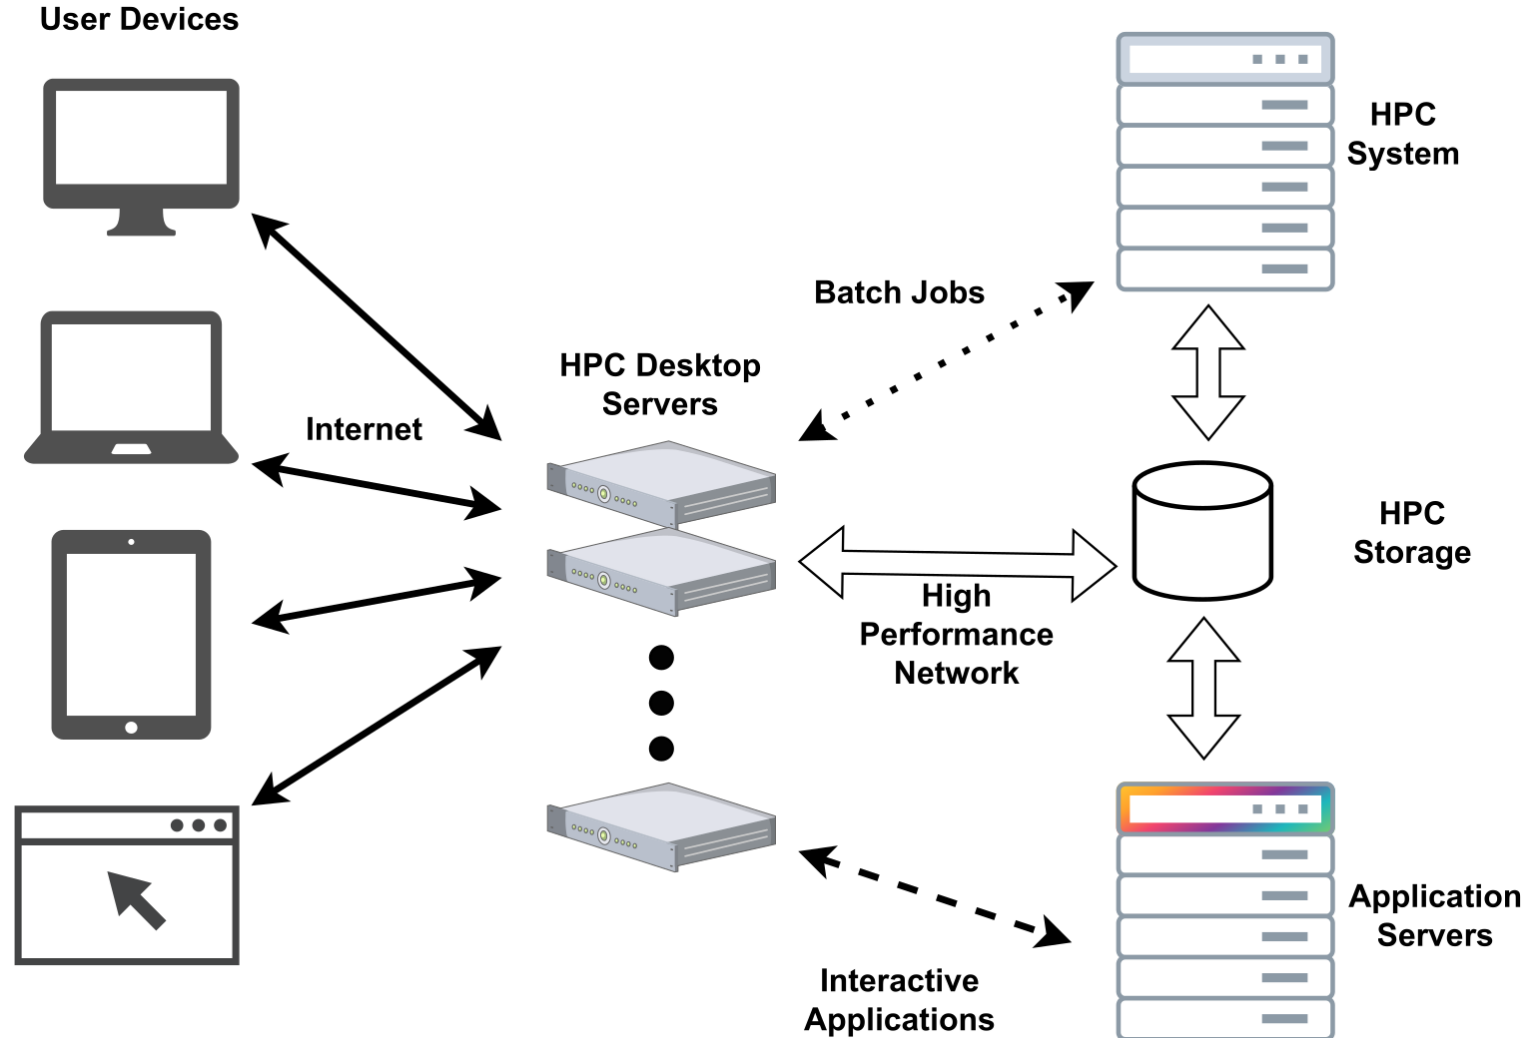 User Devices
HPC
System
Batch Jobs
HPC Desktop
Servers
Internet
HPC
Storage
High
Performance
Network
Application
Servers
Interactive
Applications